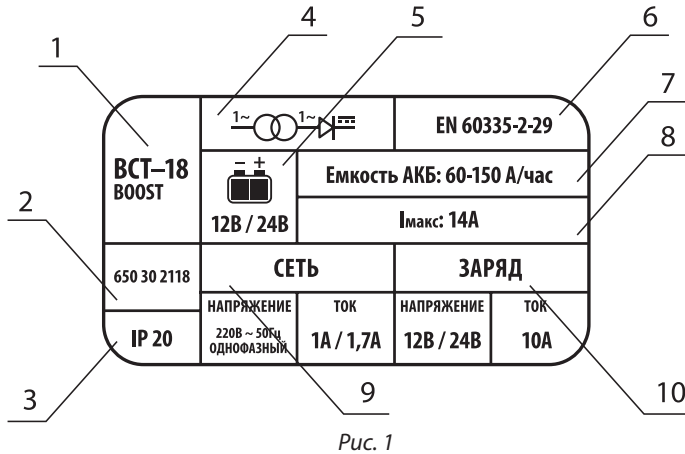 1
4
5
6
7
8
2
3
9
10
BCT–18
BOOST
1~ 1~
EN 60335-2-29
– +
12В / 24В
Емкость АКБ: 60-150 А/час
Iмакс: 14А
650 30 2118
IP 20
СЕТЬ
ЗАРЯД
НАПРЯЖЕНИЕ
220В ~ 50Гц
ОДНОФАЗНЫЙ
ТОК
1А / 1,7А
НАПРЯЖЕНИЕ
12В / 24В
ТОК
10А
Рис. 1